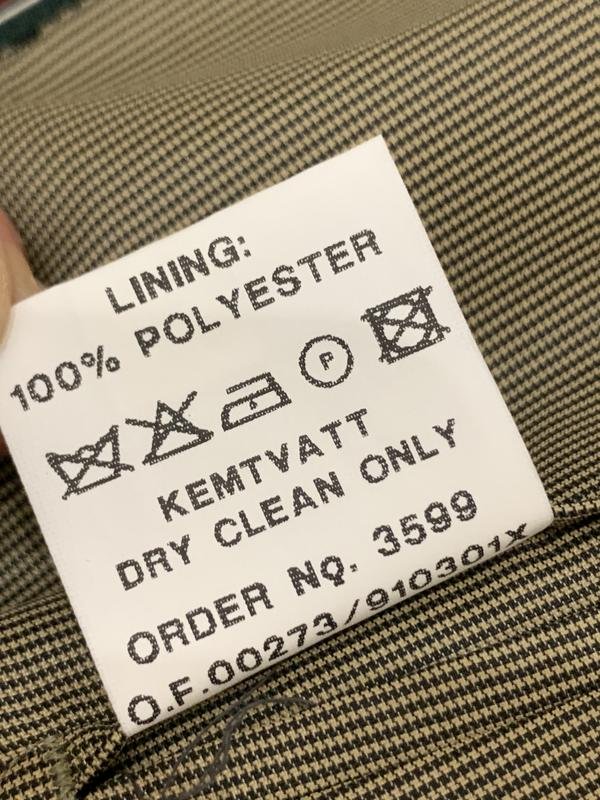 LINING:
100% POLYESTER
P
KEMTVATT
DRY CLEAN ONLY
ORDER NO. 3599
O.F.00273/910301X